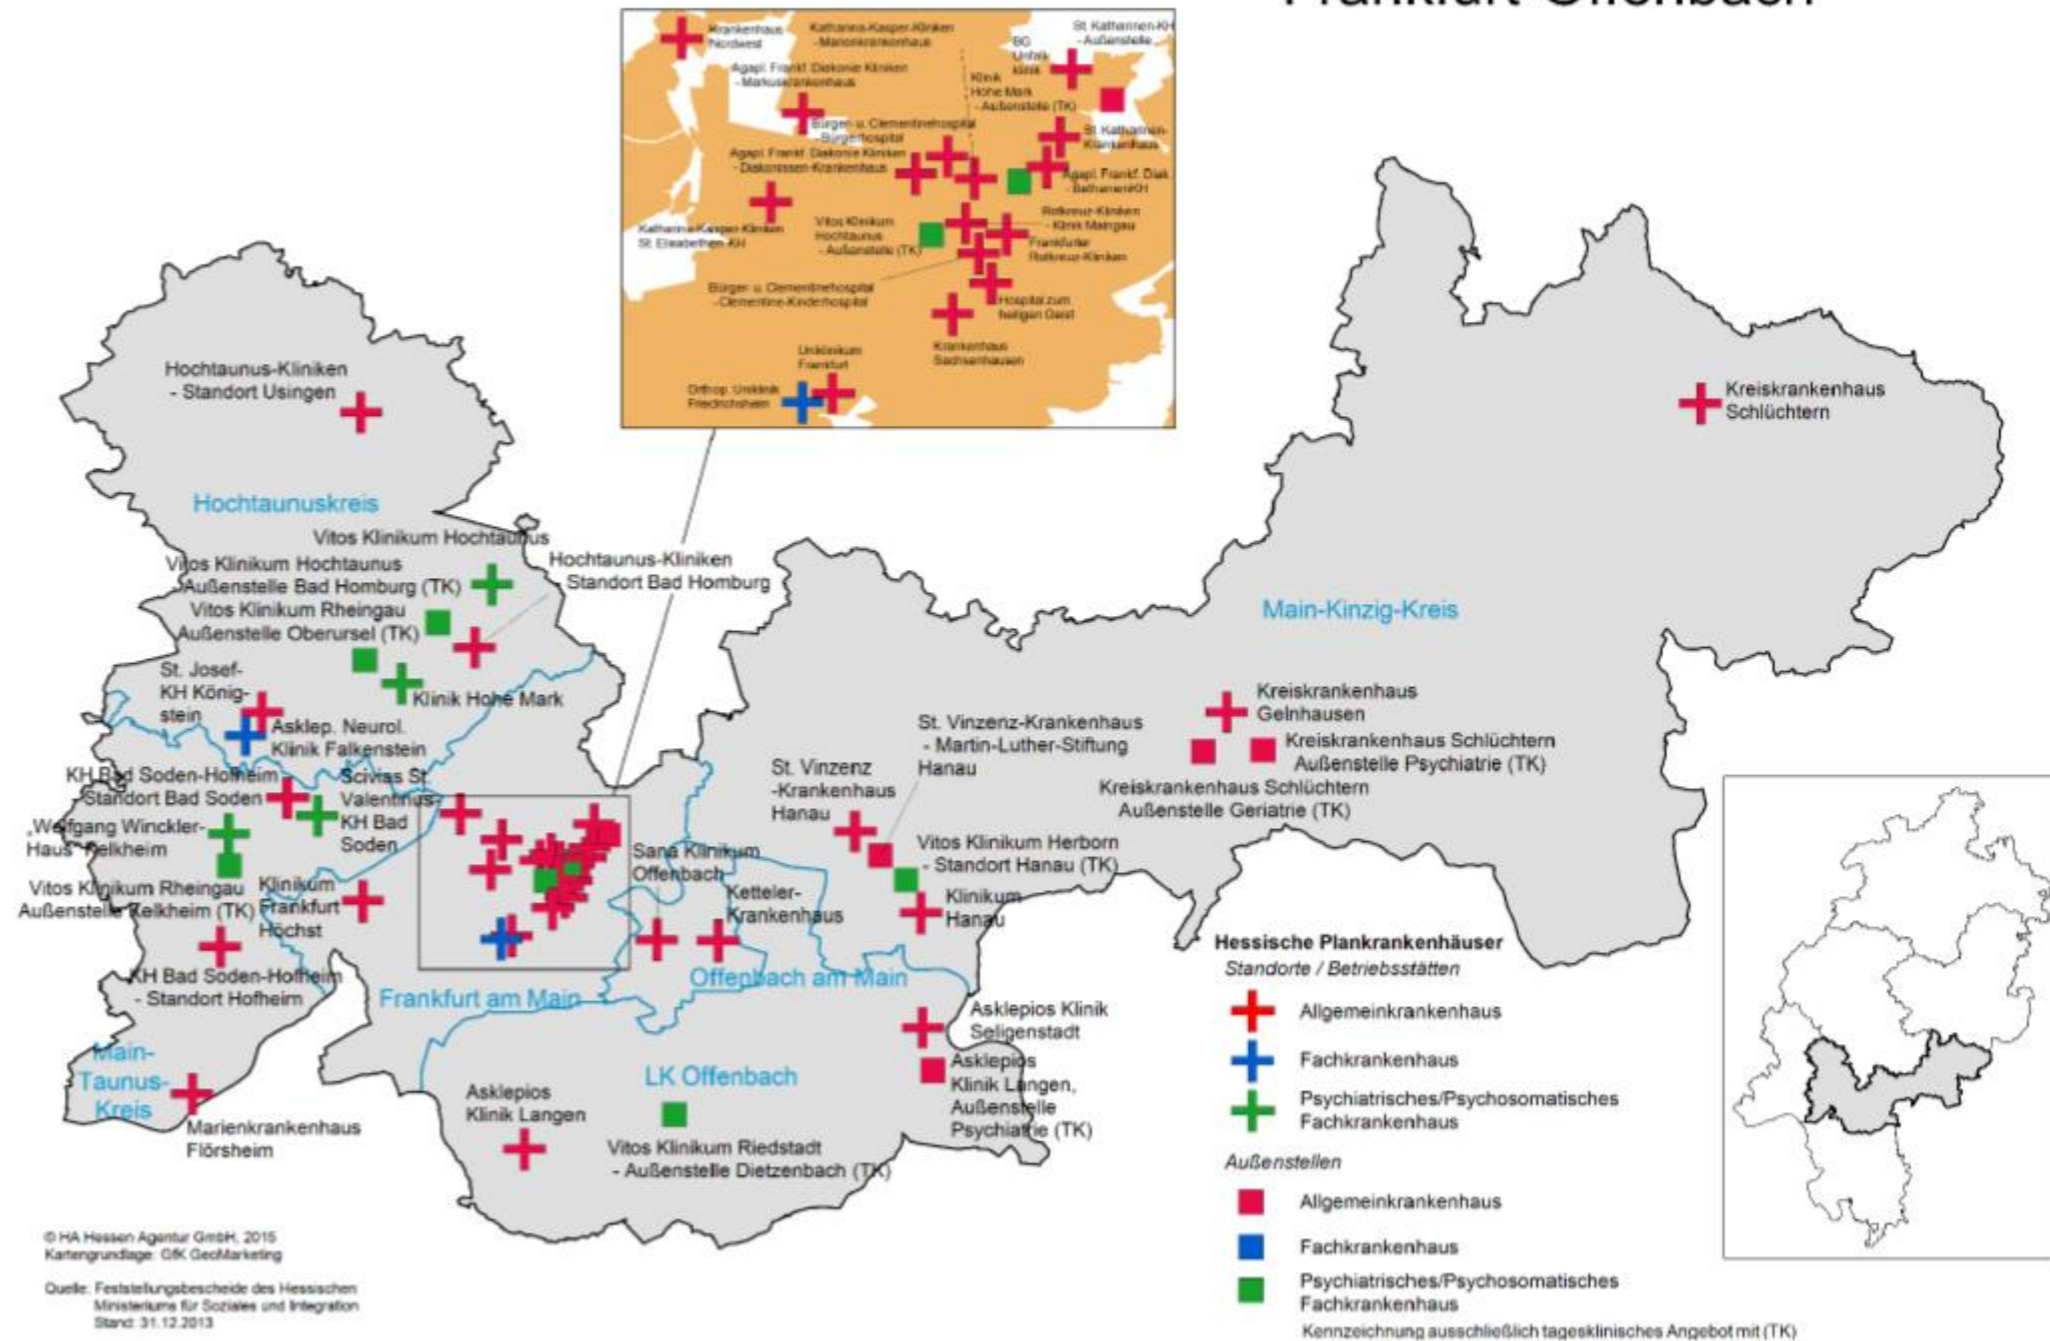 Frankfurt-Offenbach
Krankenhaus
Nordwest
Katharina-Kasper-Kliniken
- Marienkrankenhaus
St. Katharinen-KH
- Außenstelle
BG
Unfall-
klinik
Agapl. Frankf. Diakonie Kliniken
- Markuskrankenhaus
Klinik
Hohe Mark
- Außenstelle (TK)
Bürger- u. Clementinehospital
- Bürgerhospital
St. Katharinen-
Krankenhaus
Agapl. Frankf. Diakonie Kliniken
- Diakonissen-Krankenhaus
Agapl. Frankf. Diak.
- BethanienKH
Katharina-Kasper-Kliniken
St. Elisabethen-KH
Vitos Klinikum
Hochtaunus
- Außenstelle (TK)
Rotkreuz-Kliniken
- Klinik Maingau
Frankfurter
Rotkreuz-Kliniken
Bürger- u. Clementinehospital
- Clementine-Kinderhospital
Hospital zum
heiligen Geist
Krankenhaus
Sachsenhausen
Uniklinikum
Frankfurt
Orthop. Uniklinik
Friedrichsheim
Hochtaunus-Kliniken
- Standort Usingen
Kreiskrankenhaus
Schlüchtern
Hochtaunuskreis
Vitos Klinikum Hochtaunus
Vitos Klinikum Hochtaunus
- Außenstelle Bad Homburg (TK)
Hochtaunus-Kliniken
- Standort Bad Homburg
Vitos Klinikum Rheingau
Außenstelle Oberursel (TK)
Main-Kinzig-Kreis
St. Josef-
KH König-
stein
Klinik Hohe Mark
Asklep. Neurol.
Klinik Falkenstein
Kreiskrankenhaus
Gelnhausen
Kreiskrankenhaus Schlüchtern
Außenstelle Psychiatrie (TK)
Kreiskrankenhaus Schlüchtern
Außenstelle Geriatrie (TK)
St. Vinzenz-Krankenhaus
- Martin-Luther-Stiftung
Hanau
St. Vinzenz
-Krankenhaus
Hanau
KH Bad Soden-Hofheim
Standort Bad Soden
Scivias St.
Valentinus-
KH Bad
Soden
„Wolfgang Winckler-
Haus" Kelkheim
Vitos Klinikum Rheingau
Außenstelle Kelkheim (TK)
Klinikum
Frankfurt
Höchst
Sana Klinikum
Offenbach
Ketteler-
Krankenhaus
Vitos Klinikum Herborn
- Standort Hanau (TK)
Klinikum
Hanau
KH Bad Soden-Hofheim
- Standort Hofheim
Frankfurt am Main
Offenbach am Main
Asklepios Klinik
Seligenstadt
Main-
Taunus-
Kreis
LK Offenbach
Asklepios
Klinik Langen
Asklepios
Klinik Langen,
Außenstelle
Psychiatrie (TK)
Marienkrankenhaus
Flörsheim
Vitos Klinikum Riedstadt
- Außenstelle Dietzenbach (TK)
Hessische Plankrankenhäuser
Standorte / Betriebsstätten
Allgemeinkrankenhaus
Fachkrankenhaus
Psychiatrisches/Psychosomatisches
Fachkrankenhaus
Außenstellen
Allgemeinkrankenhaus
Fachkrankenhaus
Psychiatrisches/Psychosomatisches
Fachkrankenhaus
Kennzeichnung ausschließlich tagesklinisches Angebot mit (TK)
© HA Hessen Agentur GmbH, 2015
Kartengrundlage: GfK GeoMarketing
Quelle: Feststellungsbescheide des Hessischen
Ministeriums für Soziales und Integration
Stand: 31.12.2013